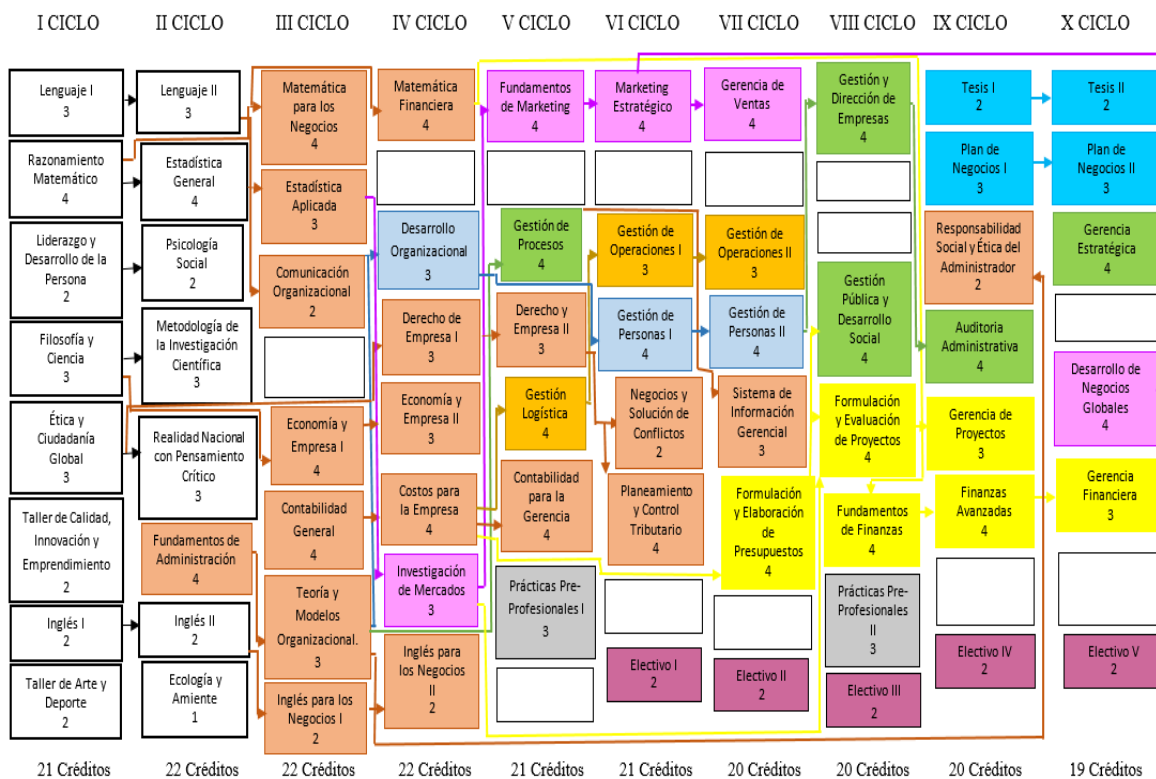 I CICLO
II CICLO
III CICLO
IV CICLO
V CICLO
VI CICLO
VII CICLO
VIII CICLO
IX CICLO
X CICLO
Lenguaje I
3
Razonamiento
Matemático
4
Liderazgo y
Desarrollo de la
Persona
2
Filosofía y
Ciencia
3
Ética y
Ciudadanía
Global
3
Taller de Calidad,
Innovación y
Emprendimiento
2
Inglés I
2
Taller de Arte y
Deporte
2
21 Créditos
Lenguaje II
3
Estadística
General
4
Psicología
Social
2
Metodología de
la Investigación
Científica
3
Realidad Nacional
con Pensamiento
Crítico
3
Fundamentos de
Administración
4
Inglés II
2
Ecología y
Amiente
1
22 Créditos
Matemática
para los
Negocios
4
Estadística
Aplicada
3
Comunicación
Organizacional
2
Economía y
Empresa I
4
Contabilidad
General
4
Teoría y
Modelos
Organizacional.
3
Inglés para los
Negocios I
2
22 Créditos
Matemática
Financiera
4
Desarrollo
Organizacional
3
Derecho de
Empresa I
3
Economía y
Empresa II
3
Costos para
la Empresa
4
Investigación
de Mercados
3
Inglés para
los Negocios
II
2
22 Créditos
Fundamentos
de Marketing
4
Gestión de
Procesos
4
Derecho y
Empresa II
3
Gestión
Logística
4
Contabilidad
para la
Gerencia
4
Prácticas Pre-
Profesionales I
3
21 Créditos
Marketing
Estratégico
4
Gestión de
Operaciones I
3
Gestión de
Personas I
4
Negocios y
Solución de
Conflictos
2
Planeamiento
y Control
Tributario
4
Electivo I
2
21 Créditos
Gerencia de
Ventas
4
Gestión de
Operaciones II
3
Gestión de
Personas II
4
Sistema de
Información
Gerencial
3
Formulación
y Elaboración
de
Presupuestos
4
Electivo II
2
20 Créditos
Gestión y
Dirección de
Empresas
4
Gestión
Pública y
Desarrollo
Social
4
Formulación
y Evaluación
de Proyectos
4
Fundamentos
de Finanzas
4
Prácticas Pre-
Profesionales
II
3
Electivo III
2
20 Créditos
Tesis I
2
Plan de
Negocios I
3
Responsabilidad
Social y Ética del
Administrador
2
Auditoria
Administrativa
4
Gerencia de
Proyectos
3
Finanzas
Avanzadas
4
Electivo IV
2
20 Créditos
Tesis II
2
Plan de
Negocios II
3
Gerencia
Estratégica
4
Desarrollo de
Negocios
Globales
4
Gerencia
Financiera
3
Electivo V
2
19 Créditos